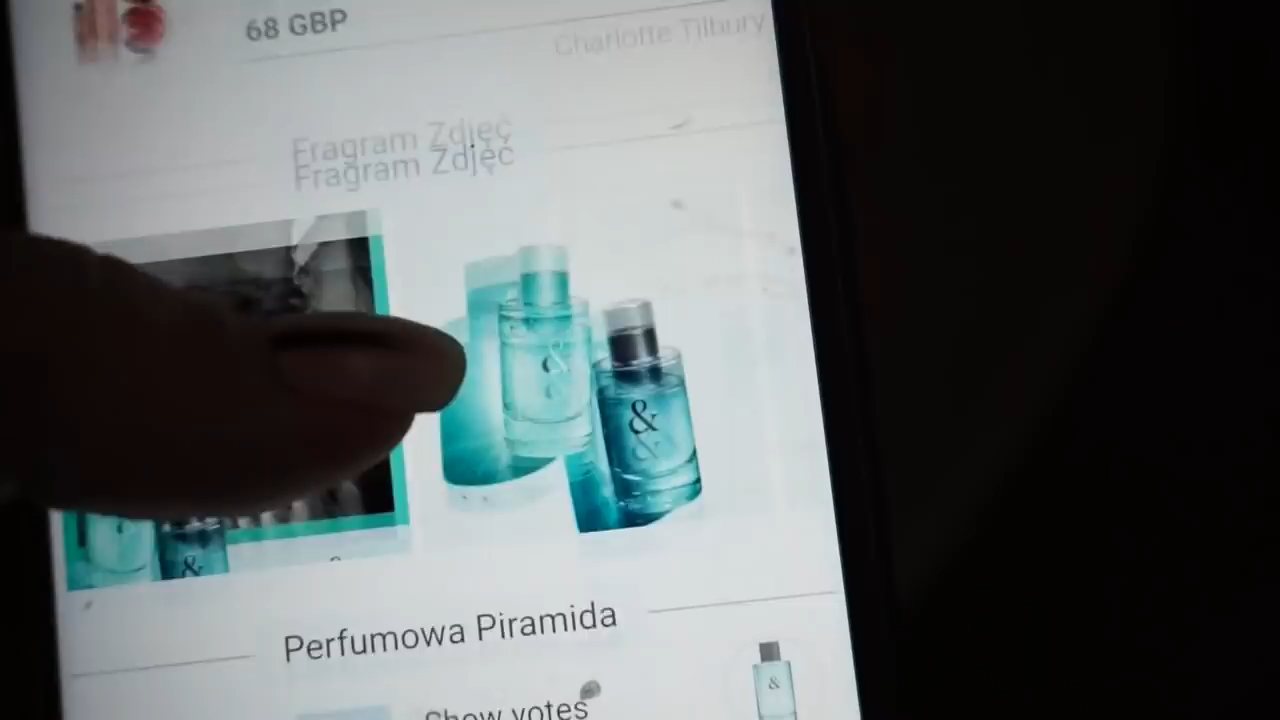 68 GBP
Charlotte Tilbury
Fragram Zdjęć
Fragram Zdjęć
&
&
&
Perfumowa Piramida
&
Show votes